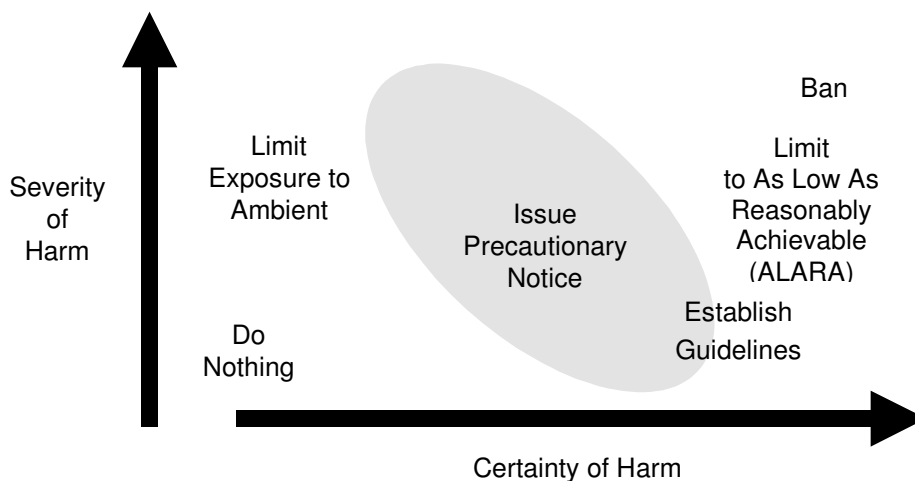 Severity
of
Harm
Limit
Exposure to
Ambient
Do
Nothing
Issue
Precautionary
Notice
Ban
Limit
to As Low As
Reasonably
Achievable
(ALARA)
Establish
Guidelines
Certainty of Harm